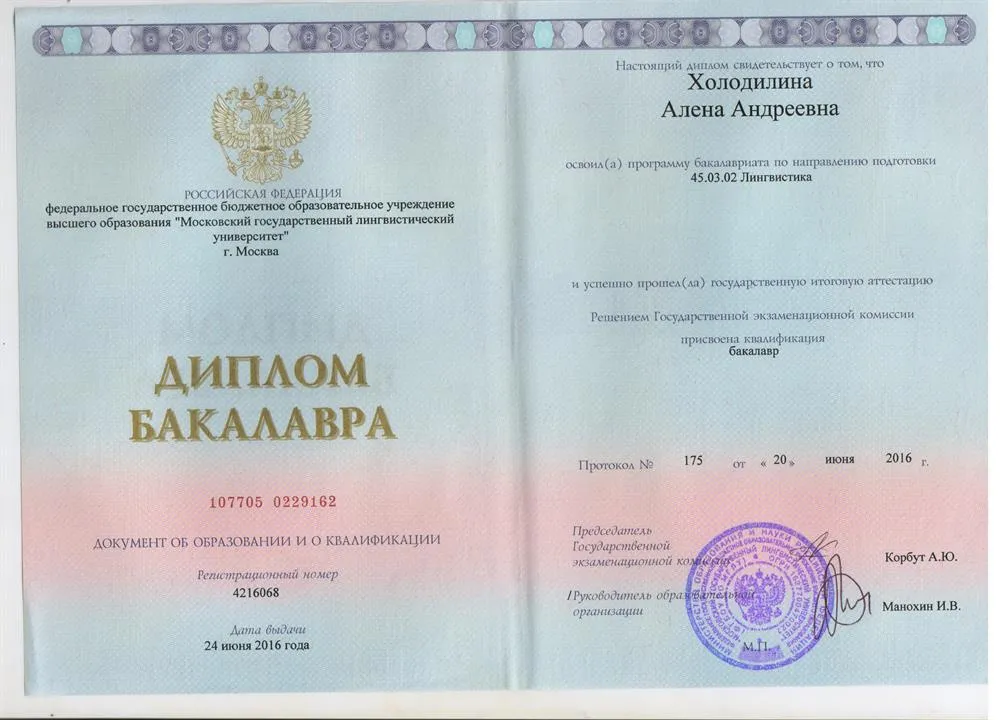 РОССИЙСКАЯ ФЕДЕРАЦИЯ
федеральное государственное бюджетное образовательное учреждение
высшего образования "Московский государственный лингвистический
университет"
г. Москва
ДИПЛОМ
БАКАЛАВРА
107705 0229162
ДОКУМЕНТ ОБ ОБРАЗОВАНИИ И О КВАЛИФИКАЦИИ
Регистрационный номер
4216068
Дата выдачи
24 июня 2016 года
Настоящий диплом свидетельствует о том, что
Холодилина
Алена Андреевна
освоил(а) программу бакалавриата по направлению подготовки
45.03.02 Лингвистика
и успешно прошел(ла) государственную итоговую аттестацию
Решением Государственной экзаменационной комиссии
присвоена квалификация
бакалавр
Протокол № 175 от « 20 » июня 2016 г.
Председатель
Государственной
экзаменационной комиссии Корбут А.Ю.
Руководитель образовательной
организации Манохин И.В.
М.П.